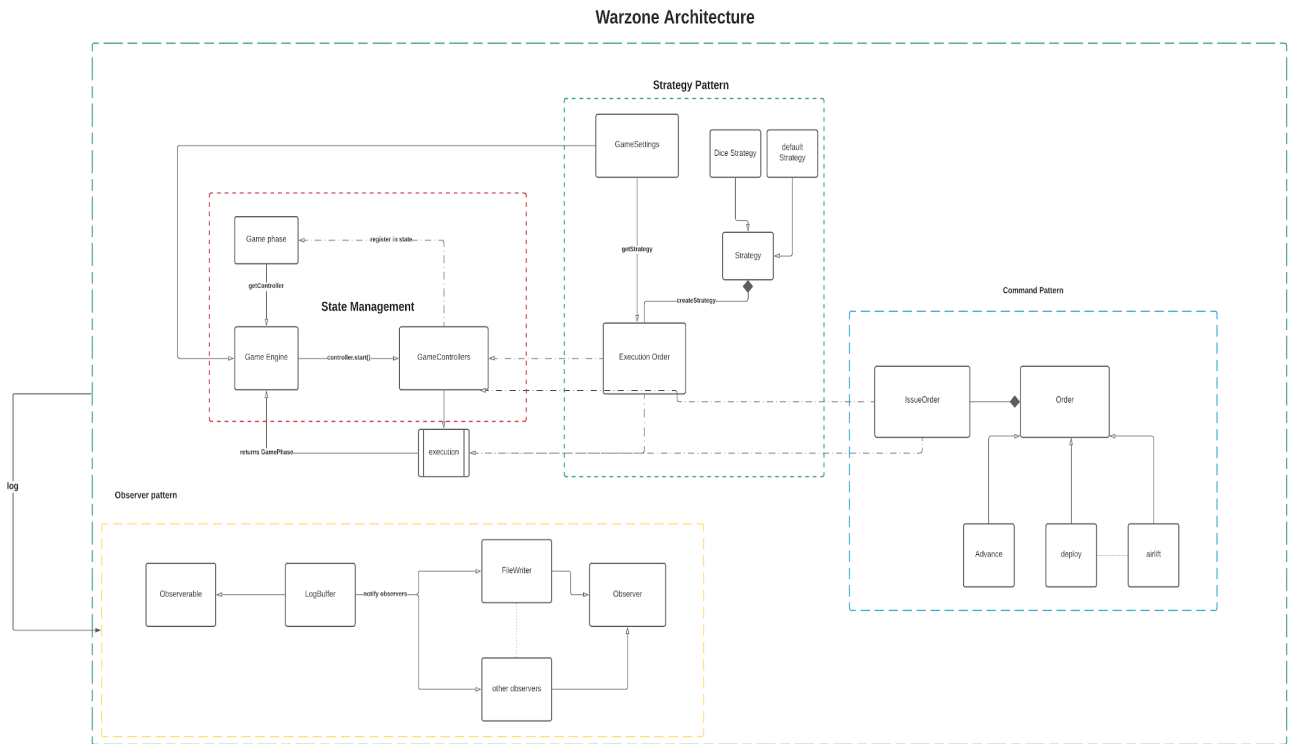 Warzone Architecture
Strategy Pattern
GameSettings
Dice Strategy
default
Strategy
Game phase
register in state
getStrategy
Strategy
getController
createStrategy
State Management
Command Pattern
Game Engine
controller.start()
GameControllers
Execution Order
IssueOrder
Order
execution
returns GamePhase
log
Observer pattern
Advance
deploy
airlift
FileWriter
Observerable
LogBuffer
notify observers
Observer
other observers